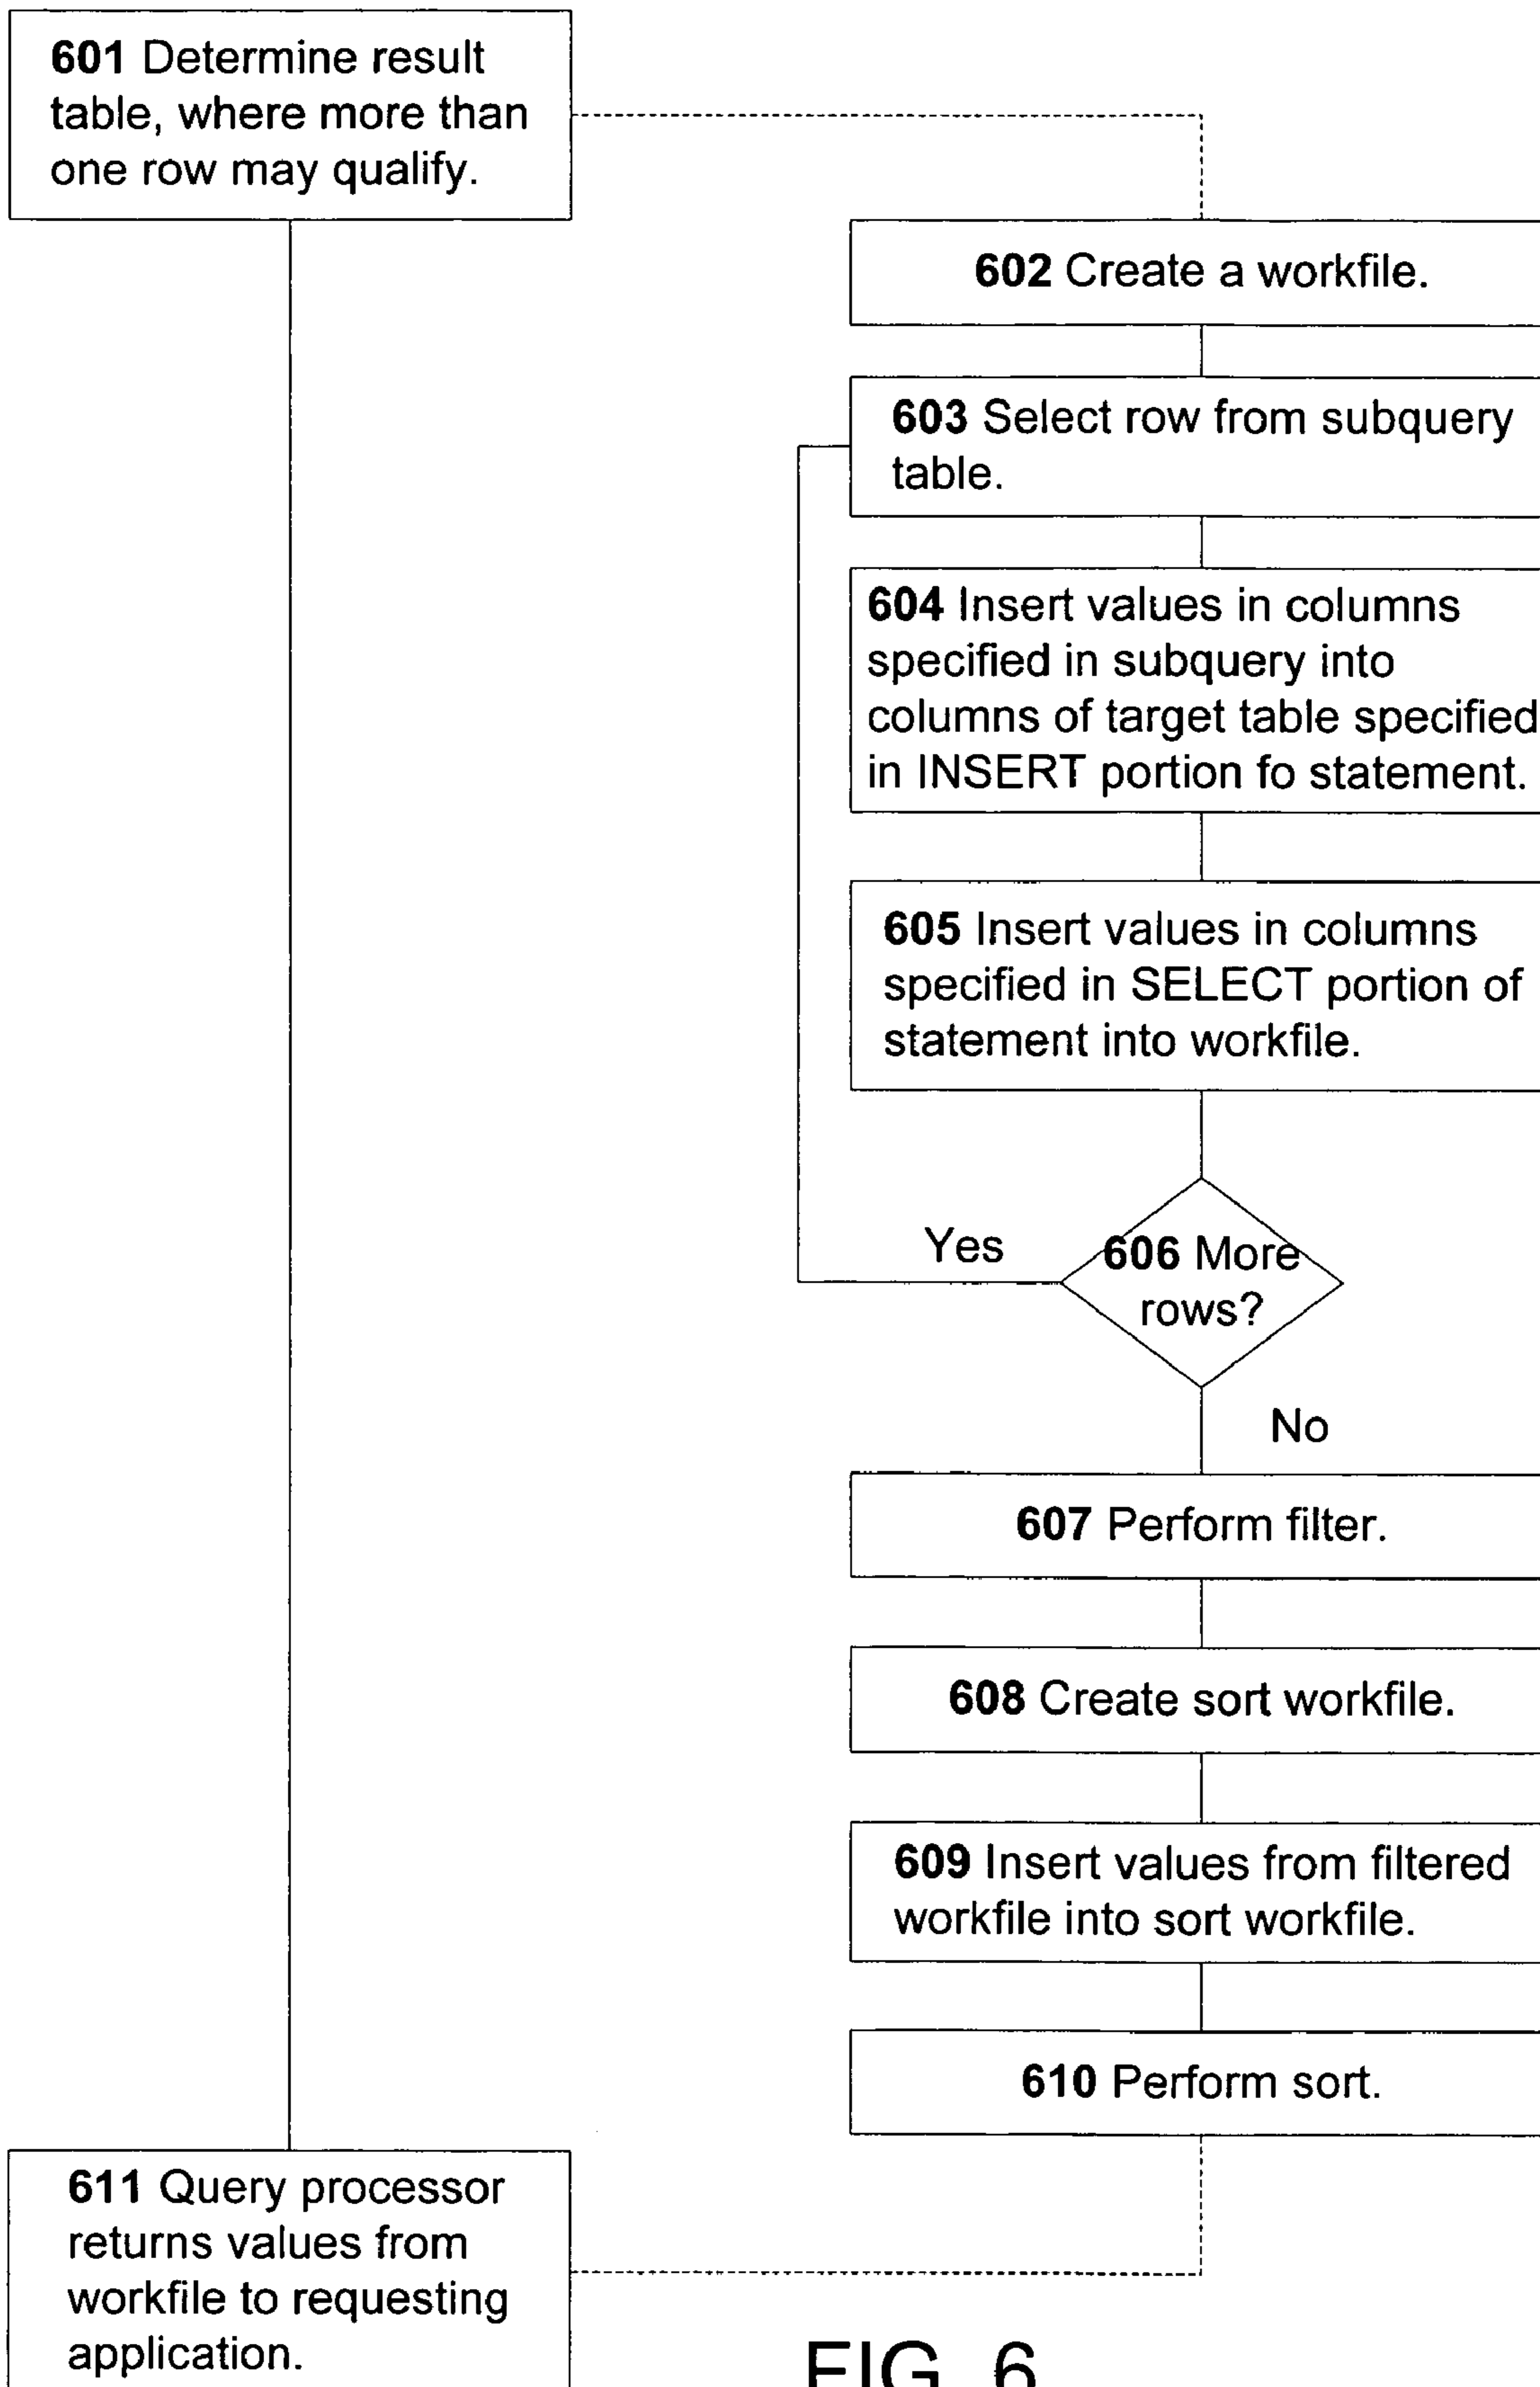 601 Determine result
table, where more than
one row may qualify.
602 Create a workfile.
603 Select row from subquery
table.
604 Insert values in columns
specified in subquery into
columns of target table specified
in INSERT portion fo statement.
605 Insert values in columns
specified in SELECT portion of
statement into workfile.
Yes
606 More
rows?
No
607 Perform filter.
608 Create sort workfile.
609 Insert values from filtered
workfile into sort workfile.
610 Perform sort.
611 Query processor
returns values from
workfile to requesting
application.
FIG. 6